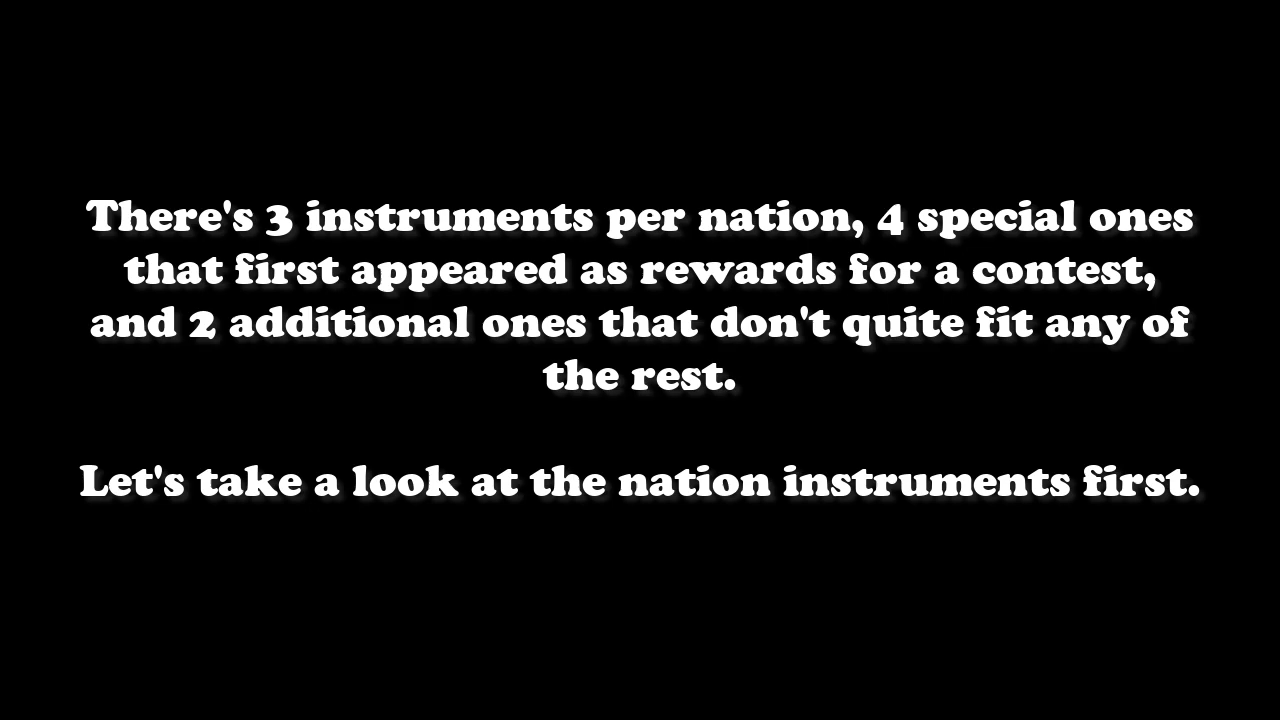 There's 3 instruments per nation, 4 special ones
that first appeared as rewards for a contest,
and 2 additional ones that don't quite fit any of
the rest.
Let's take a look at the nation instruments first.